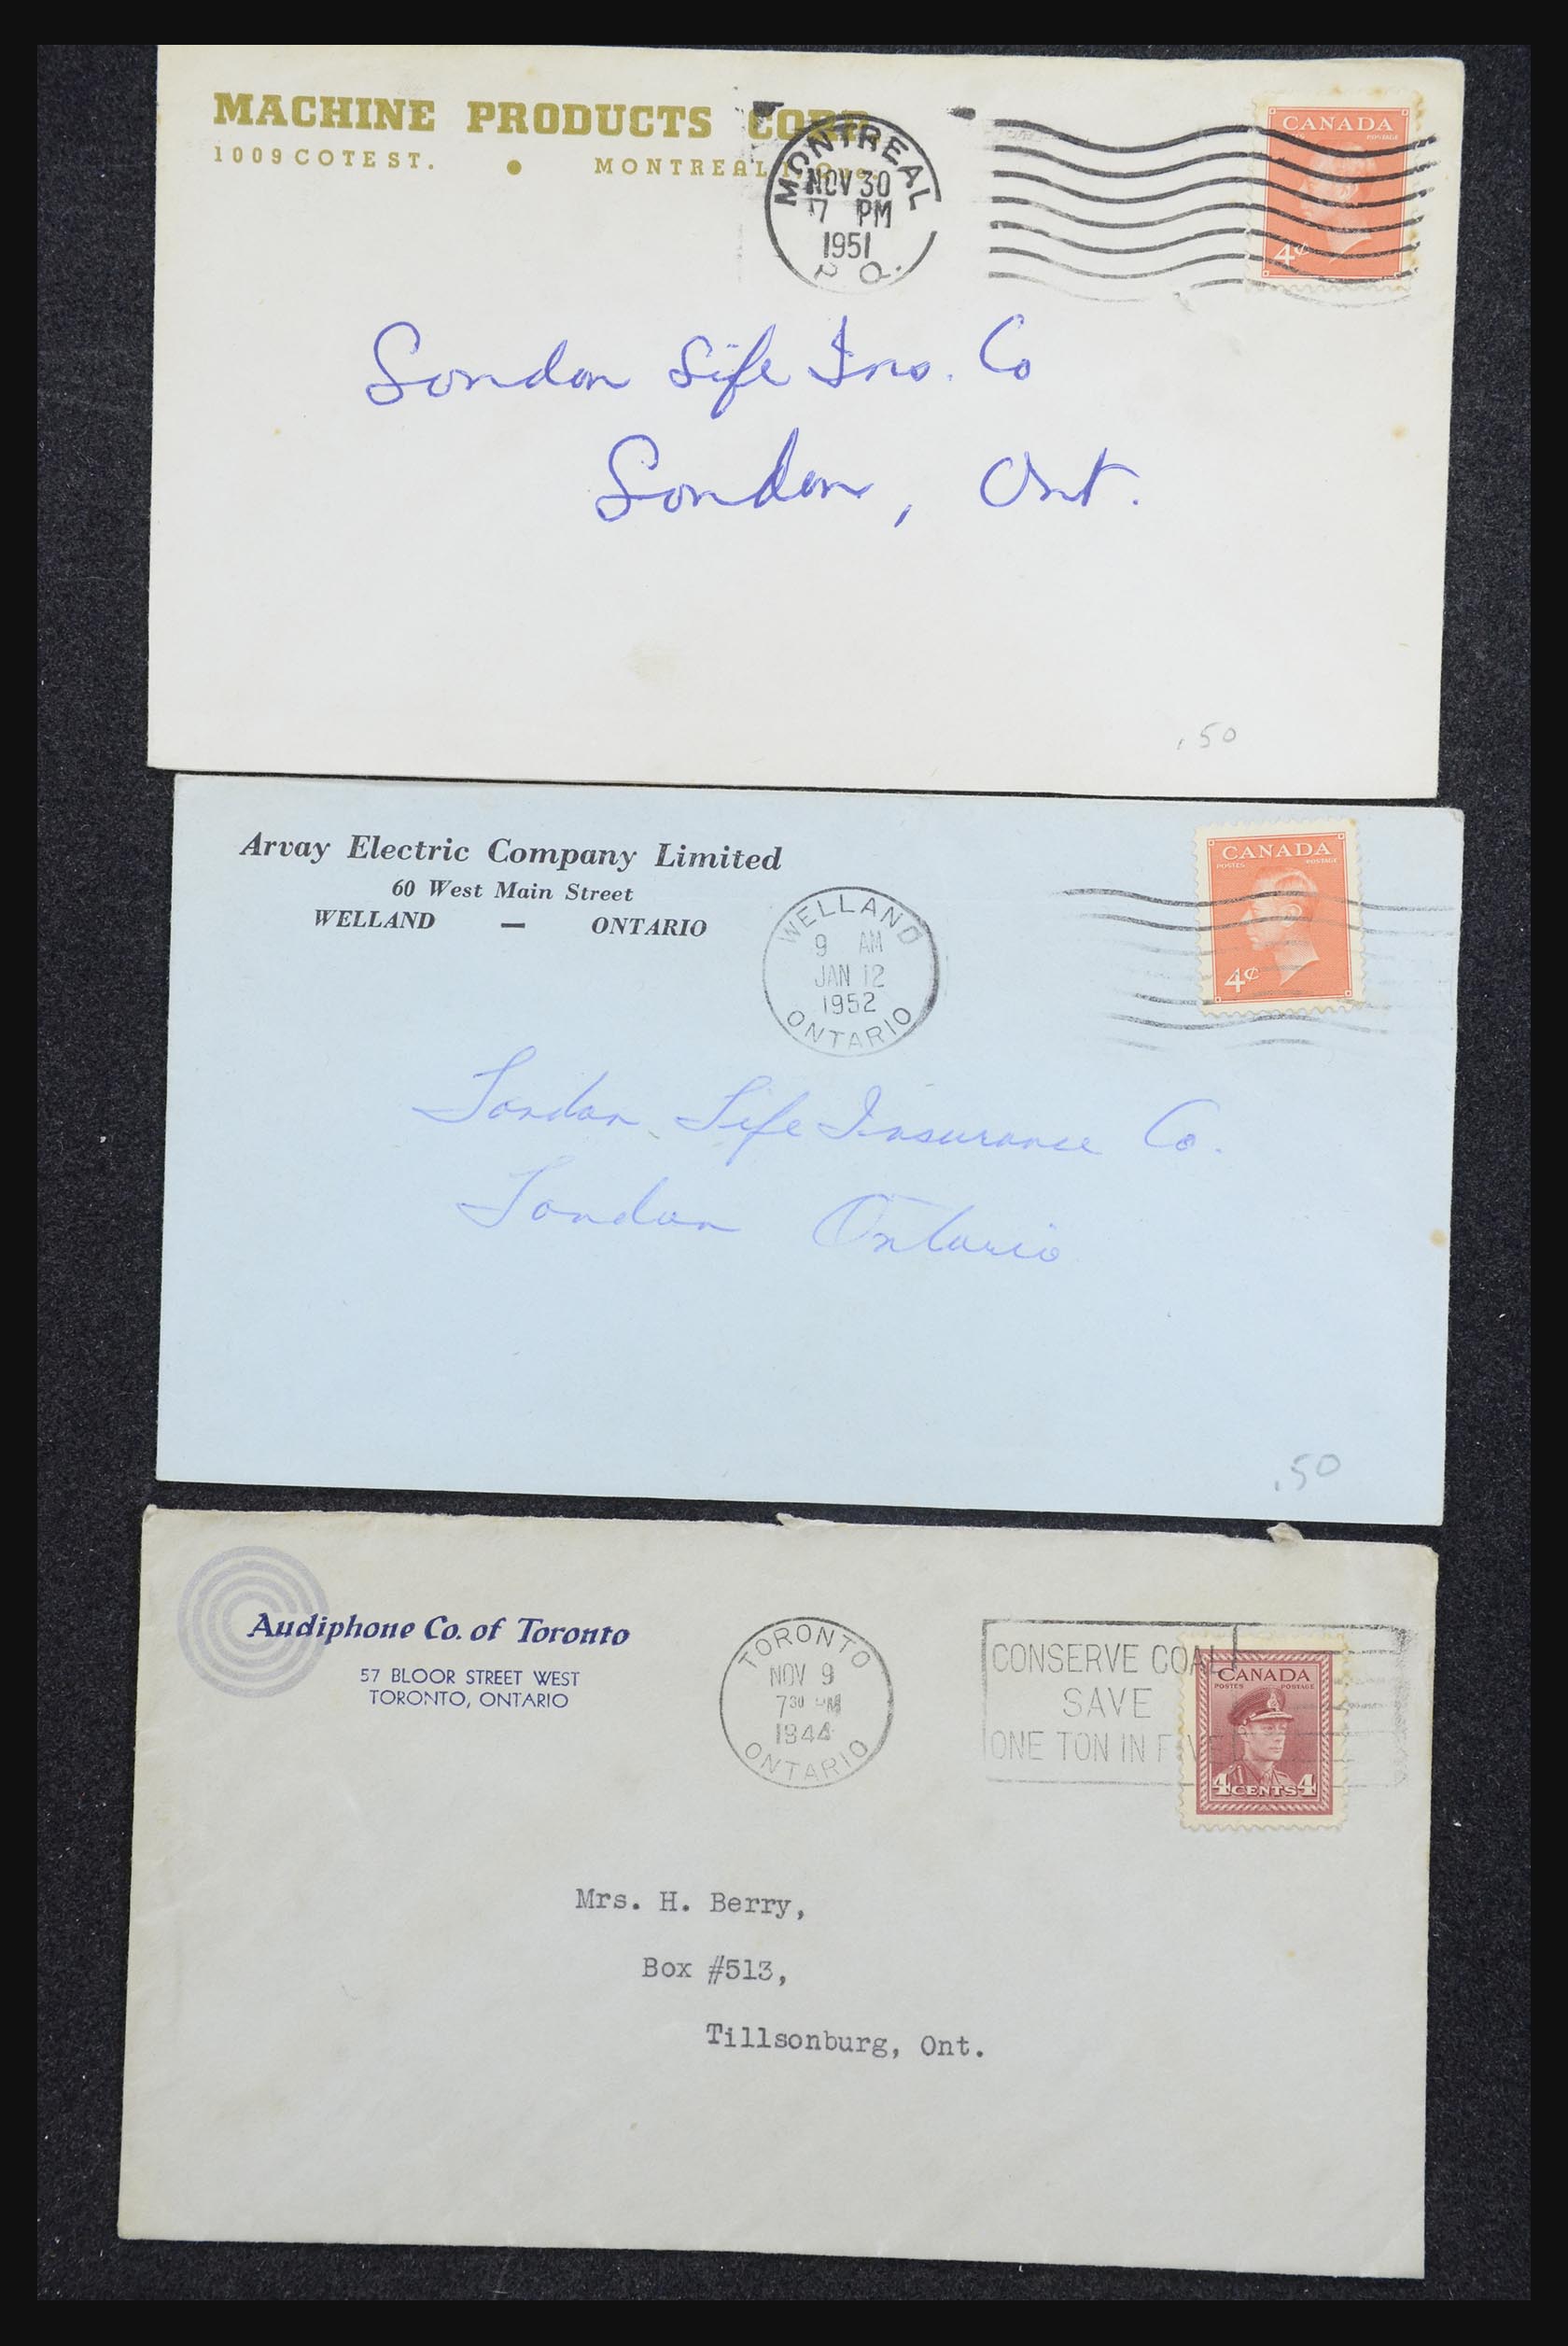 MACHINE PRODUCTS CORP.
1009 COTE ST. • MONTREAL
MONTREAL
NOV 30
7 PM
1951
P.Q.
CANADA
POSTAGE
4¢
London Life Ins. Co
London, Ont.
.50
Arvay Electric Company Limited
60 West Main Street
WELLAND — ONTARIO
WELLAND
9 AM
JAN 12
1952
ONTARIO
CANADA
POSTES POSTAGE
4¢
London Life Insurance Co.
London Ontario
.50
Audiphone Co. of Toronto
57 BLOOR STREET WEST
TORONTO, ONTARIO
TORONTO
NOV 9
7 30 PM
1944
ONTARIO
CONSERVE COAL
SAVE
ONE TON IN FIVE
CANADA
POSTES POSTAGE
4 CENTS 4
Mrs. H. Berry,
Box #513,
Tillsonburg, Ont.